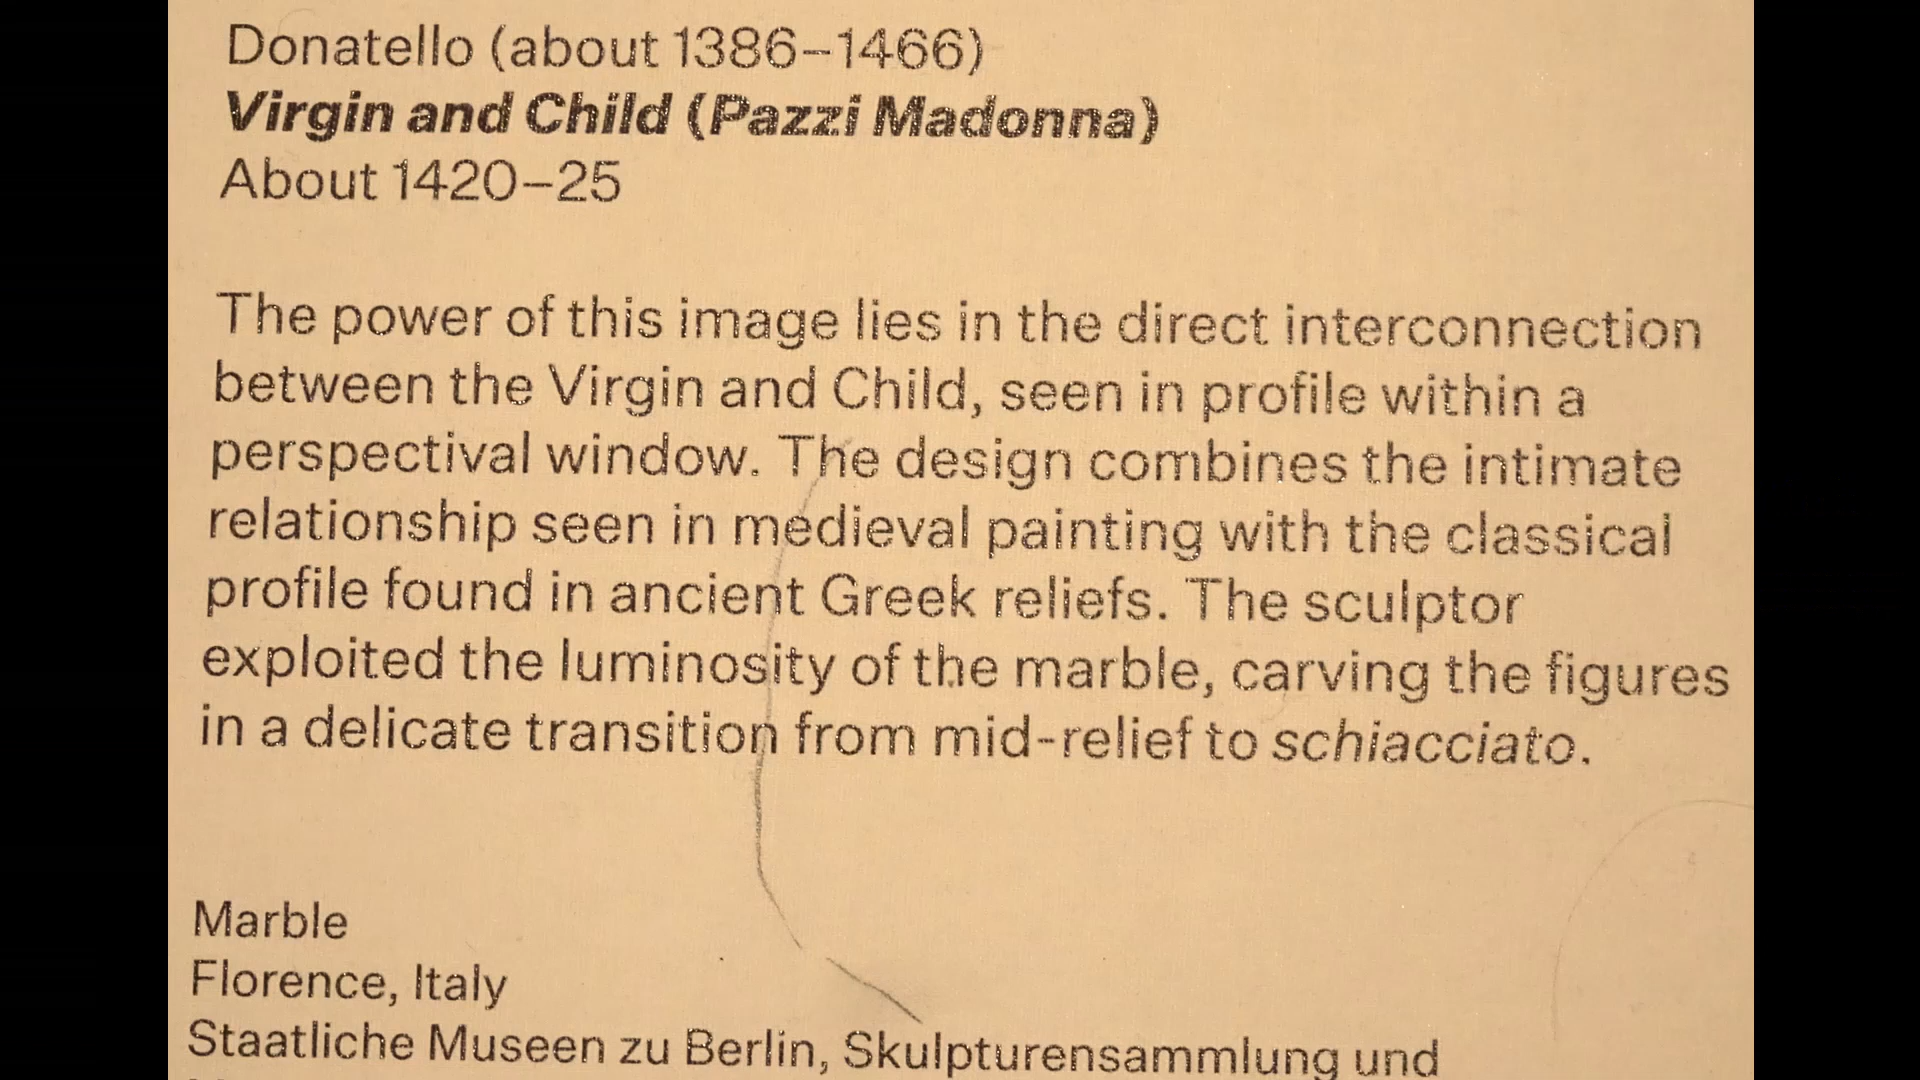 Donatello (about 1386–1466)
Virgin and Child (Pazzi Madonna)
About 1420–25
The power of this image lies in the direct interconnection
between the Virgin and Child, seen in profile within a
perspectival window. The design combines the intimate
relationship seen in medieval painting with the classical
profile found in ancient Greek reliefs. The sculptor
exploited the luminosity of the marble, carving the figures
in a delicate transition from mid-relief to schiacciato.
Marble
Florence, Italy
Staatliche Museen zu Berlin, Skulpturensammlung und